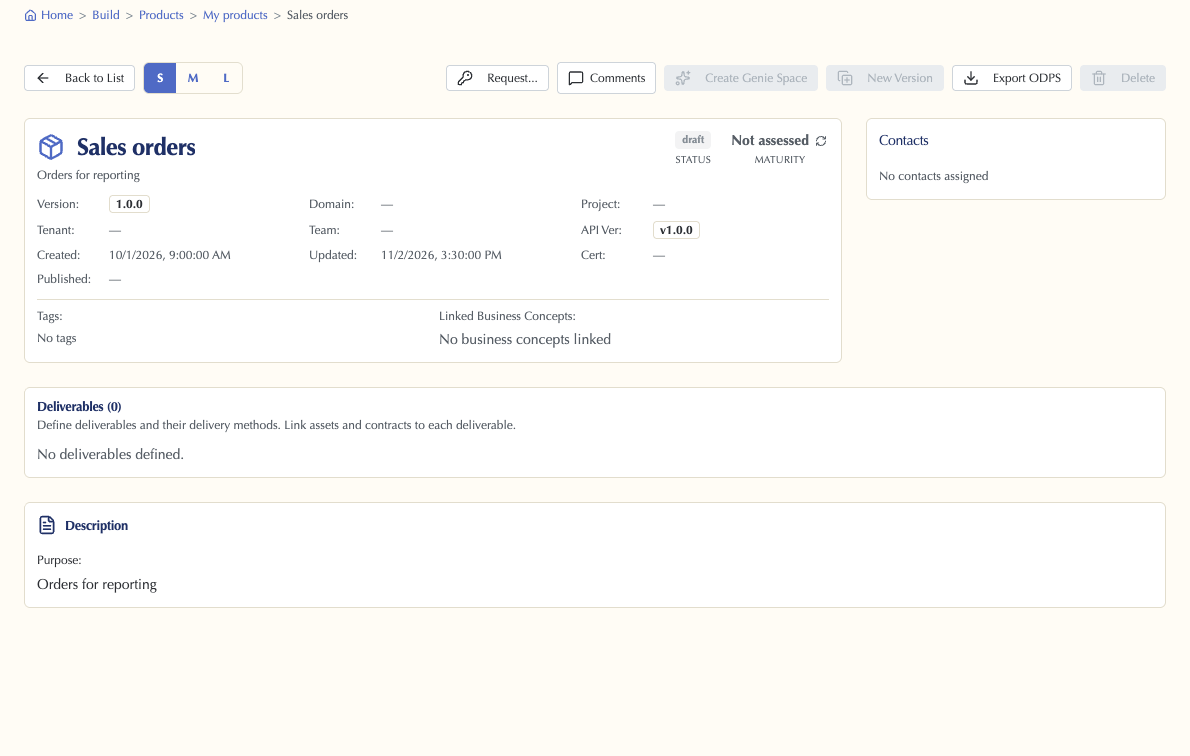 Home > Build > Products > My products > Sales orders
Back to List S M L Request... Comments Create Genie Space New Version Export ODPS Delete
Sales orders
draft
STATUS
Not assessed
MATURITY
Orders for reporting
Version: 1.0.0 Domain: — Project: —
Tenant: — Team: — API Ver: v1.0.0
Created: 10/1/2026, 9:00:00 AM Updated: 11/2/2026, 3:30:00 PM Cert: —
Published: —
Tags:
No tags
Linked Business Concepts:
No business concepts linked
Contacts
No contacts assigned
Deliverables (0)
Define deliverables and their delivery methods. Link assets and contracts to each deliverable.
No deliverables defined.
Description
Purpose:
Orders for reporting